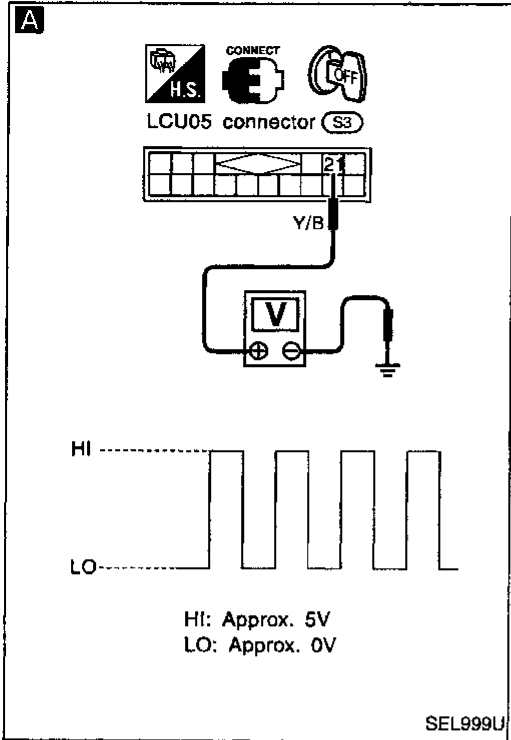 A
CONNECT
H.S.
OFF
LCU05 connector S3
21
Y/B
V
⊕ ⊖
HI
LO
HI: Approx. 5V
LO: Approx. 0V
SEL999U